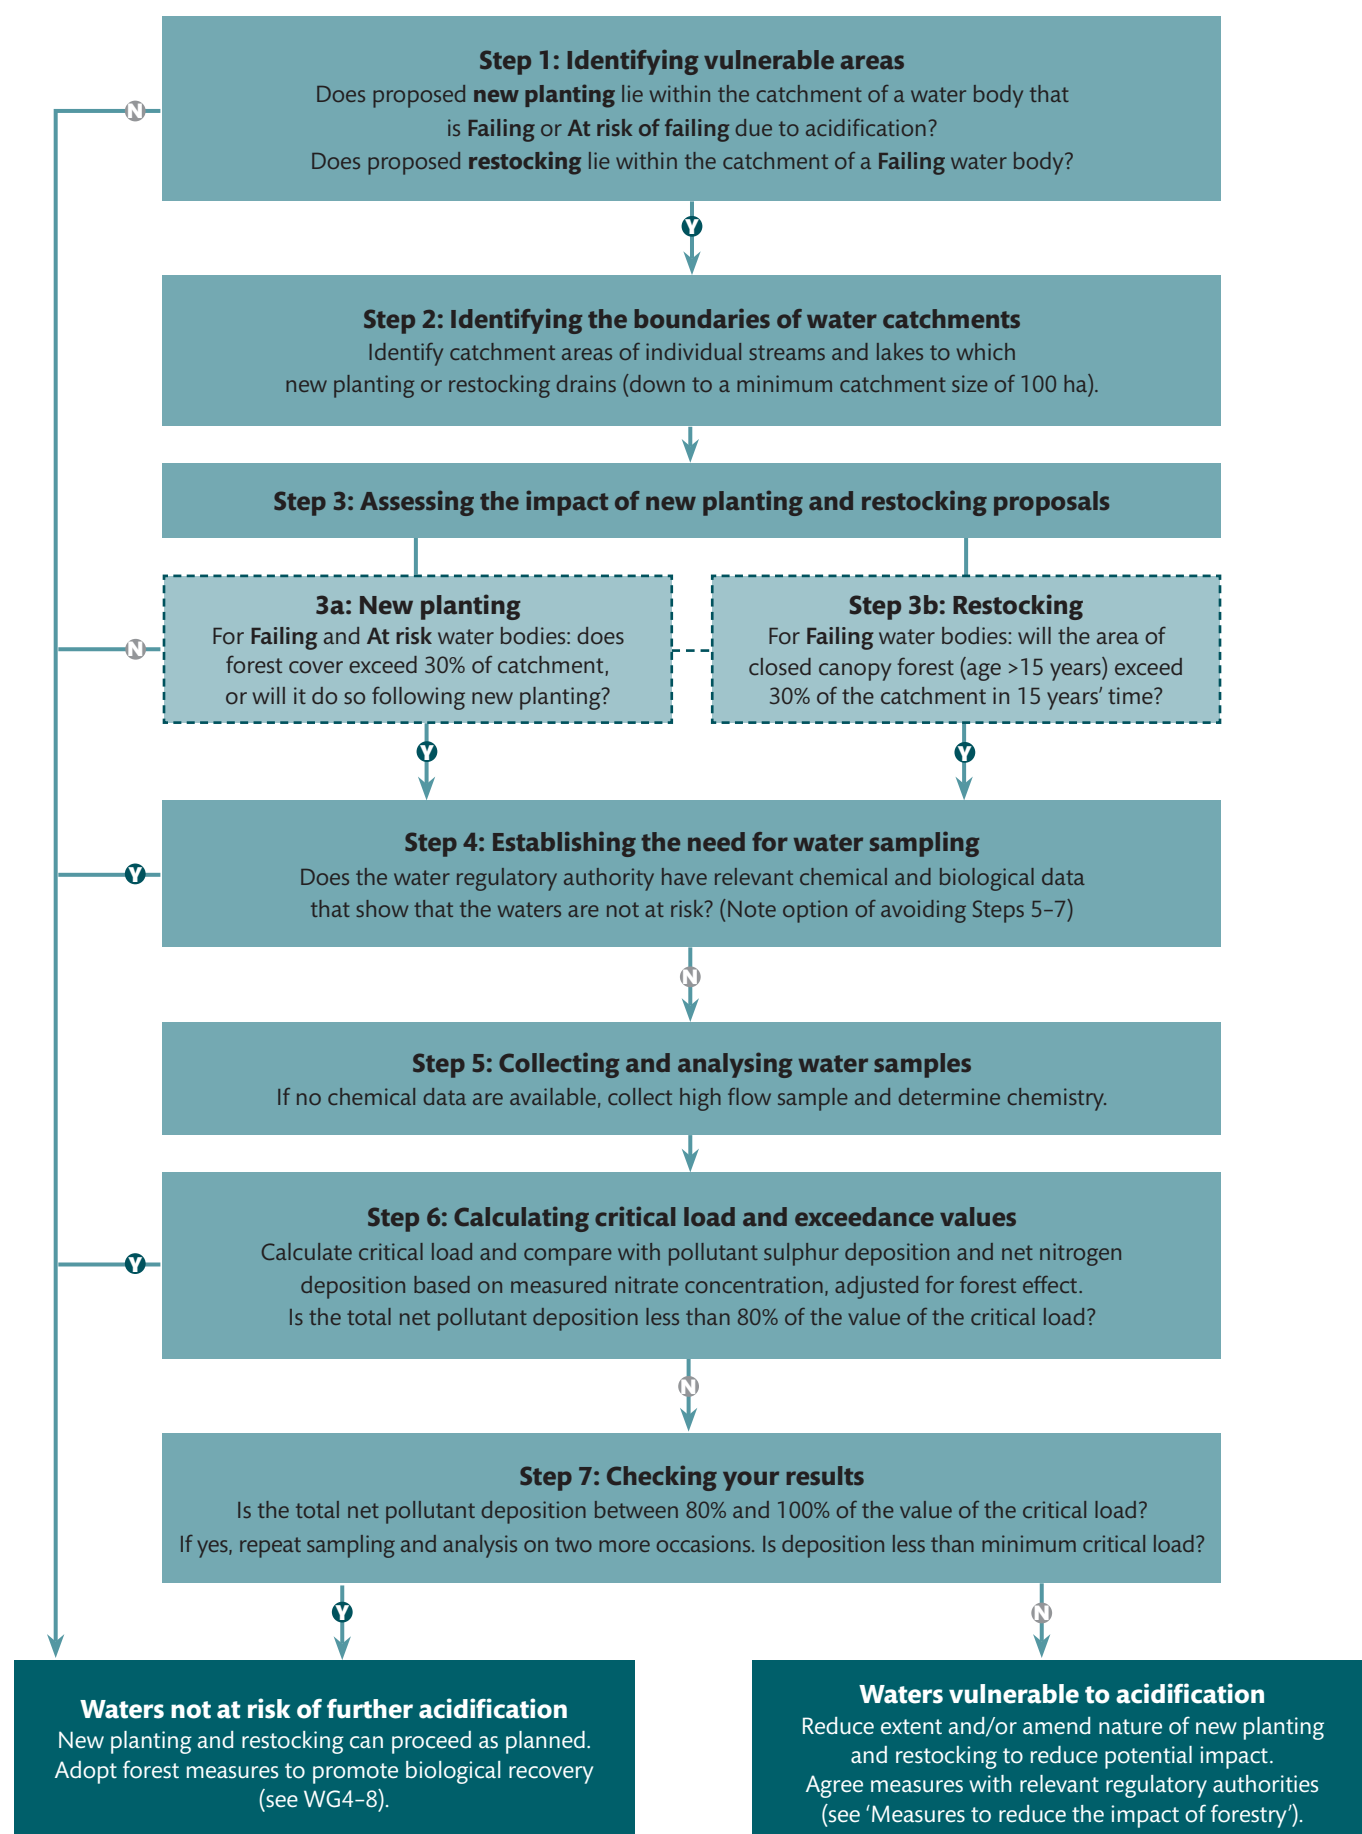 Step 1: Identifying vulnerable areas
Does proposed new planting lie within the catchment of a water body that
is Failing or At risk of failing due to acidification?
Does proposed restocking lie within the catchment of a Failing water body?
N
Y
Step 2: Identifying the boundaries of water catchments
Identify catchment areas of individual streams and lakes to which
new planting or restocking drains (down to a minimum catchment size of 100 ha).
Step 3: Assessing the impact of new planting and restocking proposals
3a: New planting
For Failing and At risk water bodies: does
forest cover exceed 30% of catchment,
or will it do so following new planting?
N
Y
Step 3b: Restocking
For Failing water bodies: will the area of
closed canopy forest (age >15 years) exceed
30% of the catchment in 15 years’ time?
Y
Step 4: Establishing the need for water sampling
Does the water regulatory authority have relevant chemical and biological data
that show that the waters are not at risk? (Note option of avoiding Steps 5–7)
Y
N
Step 5: Collecting and analysing water samples
If no chemical data are available, collect high flow sample and determine chemistry.
Step 6: Calculating critical load and exceedance values
Calculate critical load and compare with pollutant sulphur deposition and net nitrogen
deposition based on measured nitrate concentration, adjusted for forest effect.
Is the total net pollutant deposition less than 80% of the value of the critical load?
Y
N
Step 7: Checking your results
Is the total net pollutant deposition between 80% and 100% of the value of the critical load?
If yes, repeat sampling and analysis on two more occasions. Is deposition less than minimum critical load?
Y
N
Waters not at risk of further acidification
New planting and restocking can proceed as planned.
Adopt forest measures to promote biological recovery
(see WG4–8).
Waters vulnerable to acidification
Reduce extent and/or amend nature of new planting
and restocking to reduce potential impact.
Agree measures with relevant regulatory authorities
(see ‘Measures to reduce the impact of forestry’).